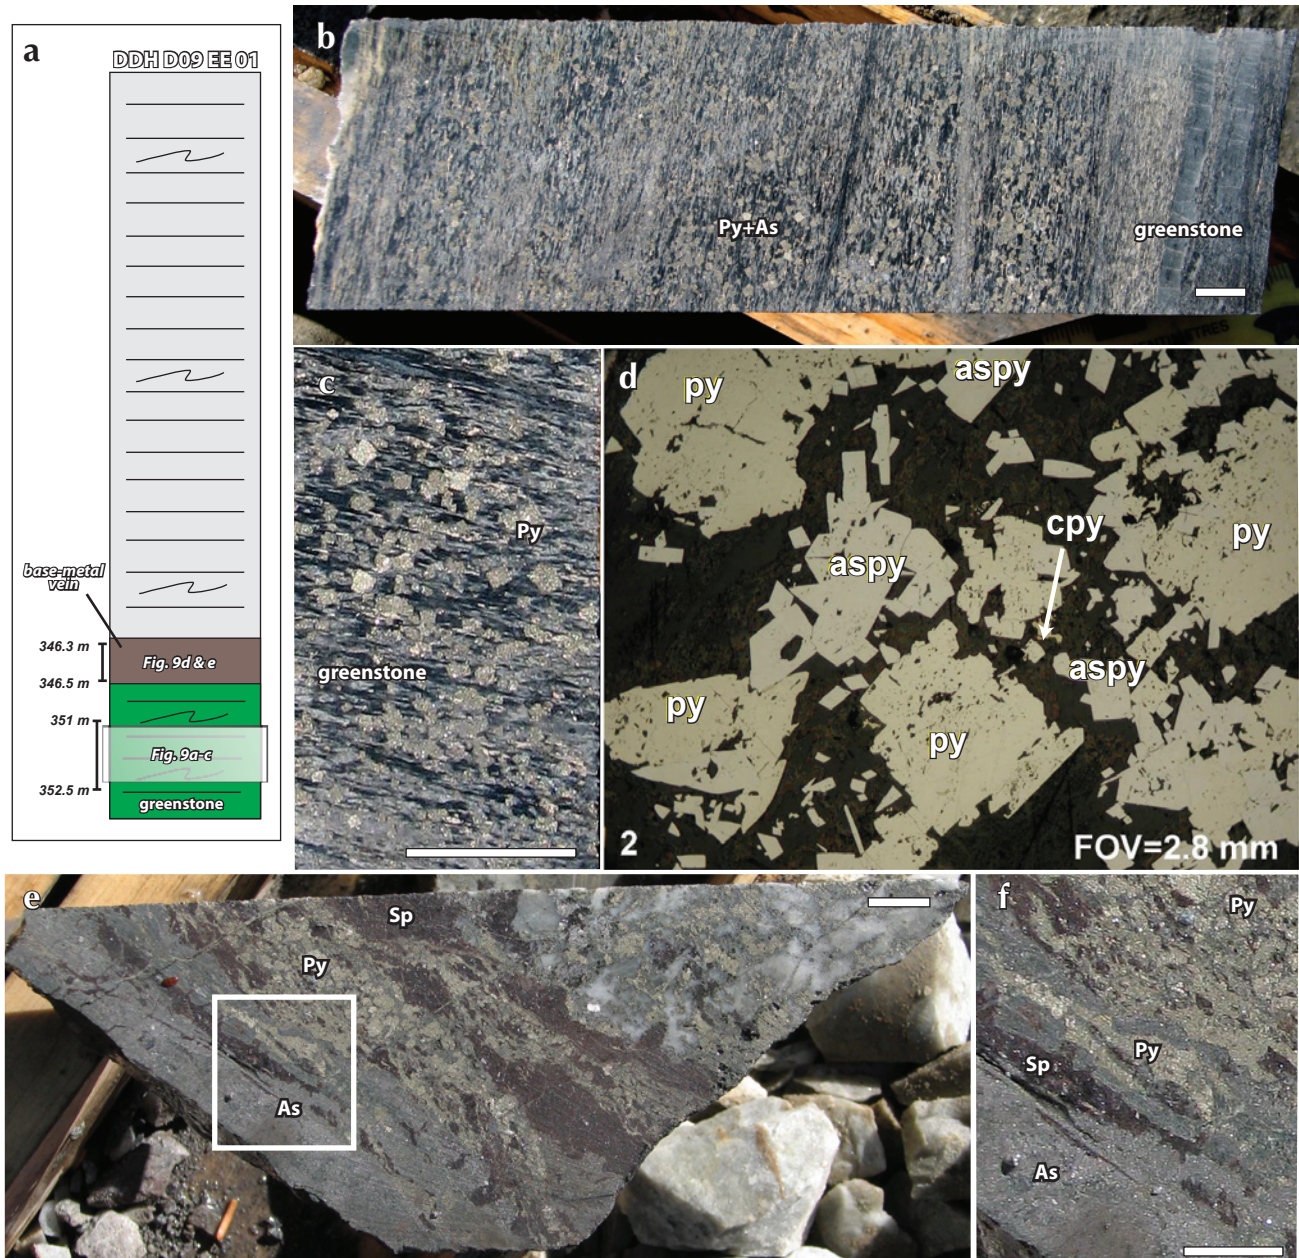 a
DDH D09 EE 01
base-metal
vein
346.3 m
Fig. 9d & e
346.5 m
351 m
Fig. 9a-c
352.5 m
greenstone
b
Py+As
greenstone
c
Py
greenstone
d
py
aspy
cpy
py
aspy
aspy
py
py
2
FOV=2.8 mm
e
Sp
Py
As
f
Py
Py
Sp
As